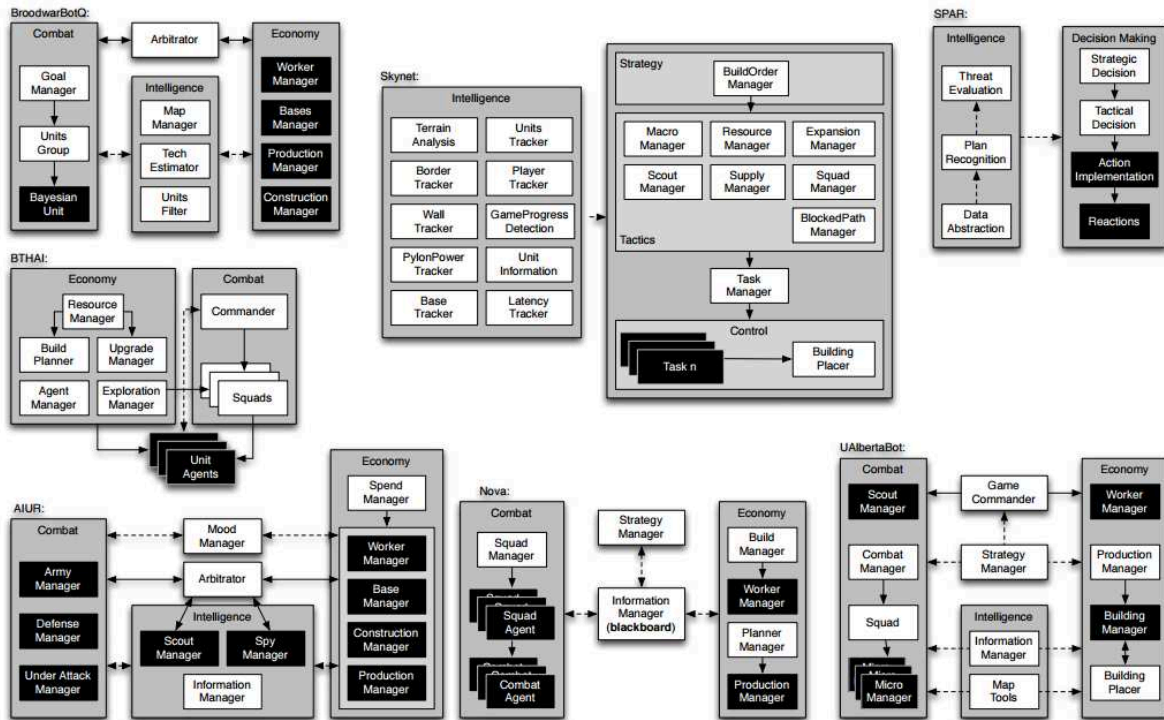 BroodwarBotQ:
Combat
Goal
Manager
Units
Group
Bayesian
Unit
Arbitrator
Intelligence
Map
Manager
Tech
Estimator
Units
Filter
Economy
Worker
Manager
Bases
Manager
Production
Manager
Construction
Manager
Skynet:
Intelligence
Terrain
Analysis
Units
Tracker
Border
Tracker
Player
Tracker
Wall
Tracker
GameProgress
Detection
PylonPower
Tracker
Unit
Information
Base
Tracker
Latency
Tracker
Strategy
BuildOrder
Manager
Macro
Manager
Resource
Manager
Expansion
Manager
Scout
Manager
Supply
Manager
Squad
Manager
BlockedPath
Manager
Tactics
Task
Manager
Control
Task n
Building
Placer
SPAR:
Intelligence
Threat
Evaluation
Plan
Recognition
Data
Abstraction
Decision Making
Strategic
Decision
Tactical
Decision
Action
Implementation
Reactions
BTHAI:
Economy
Resource
Manager
Build
Planner
Upgrade
Manager
Agent
Manager
Exploration
Manager
Combat
Commander
Squads
Unit
Agents
AIUR:
Combat
Army
Manager
Defense
Manager
Under Attack
Manager
Mood
Manager
Arbitrator
Intelligence
Scout
Manager
Spy
Manager
Information
Manager
Economy
Spend
Manager
Worker
Manager
Base
Manager
Construction
Manager
Production
Manager
Nova:
Combat
Squad
Manager
Squad
Agent
Combat
Agent
Strategy
Manager
Information
Manager
(blackboard)
Economy
Build
Manager
Worker
Manager
Planner
Manager
Production
Manager
UAlbertaBot:
Combat
Scout
Manager
Combat
Manager
Squad
Micro
Manager
Game
Commander
Strategy
Manager
Intelligence
Information
Manager
Map
Tools
Economy
Worker
Manager
Production
Manager
Building
Manager
Building
Placer